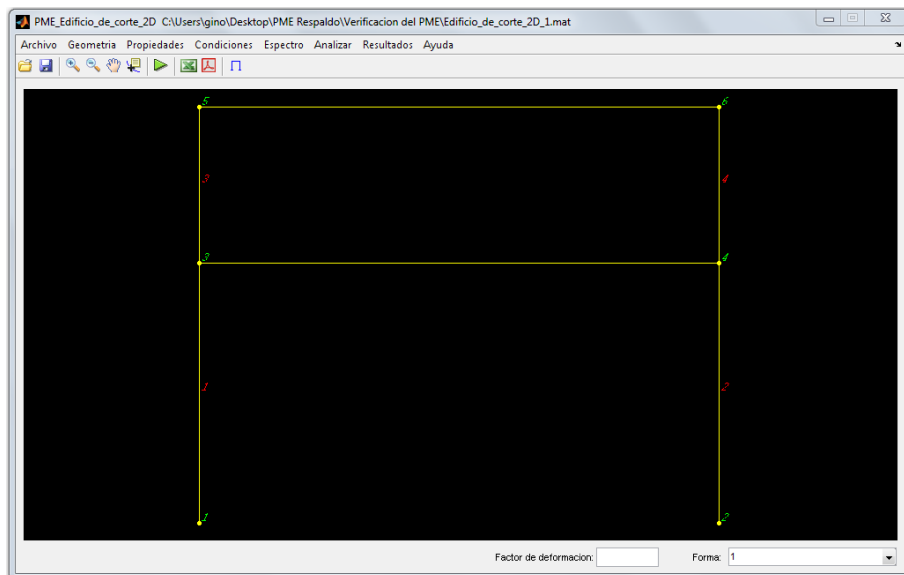 PME_Edificio_de_corte_2D C:\Users\gino\Desktop\PME Respaldo\Verificacion del PME\Edificio_de_corte_2D_1.mat
Archivo Geometria Propiedades Condiciones Espectro Analizar Resultados Ayuda
5 6
3 4
3 4
1 2
1 2
Factor de deformacion: Forma: 1